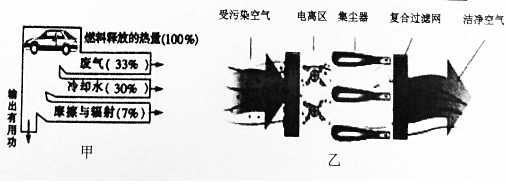 燃料释放的热量(100%)
废气(33%)
冷却水(30%)
摩擦与辐射(7%)
输出有用功
甲
受污染空气
电离区
集尘器
复合过滤网
洁净空气
乙